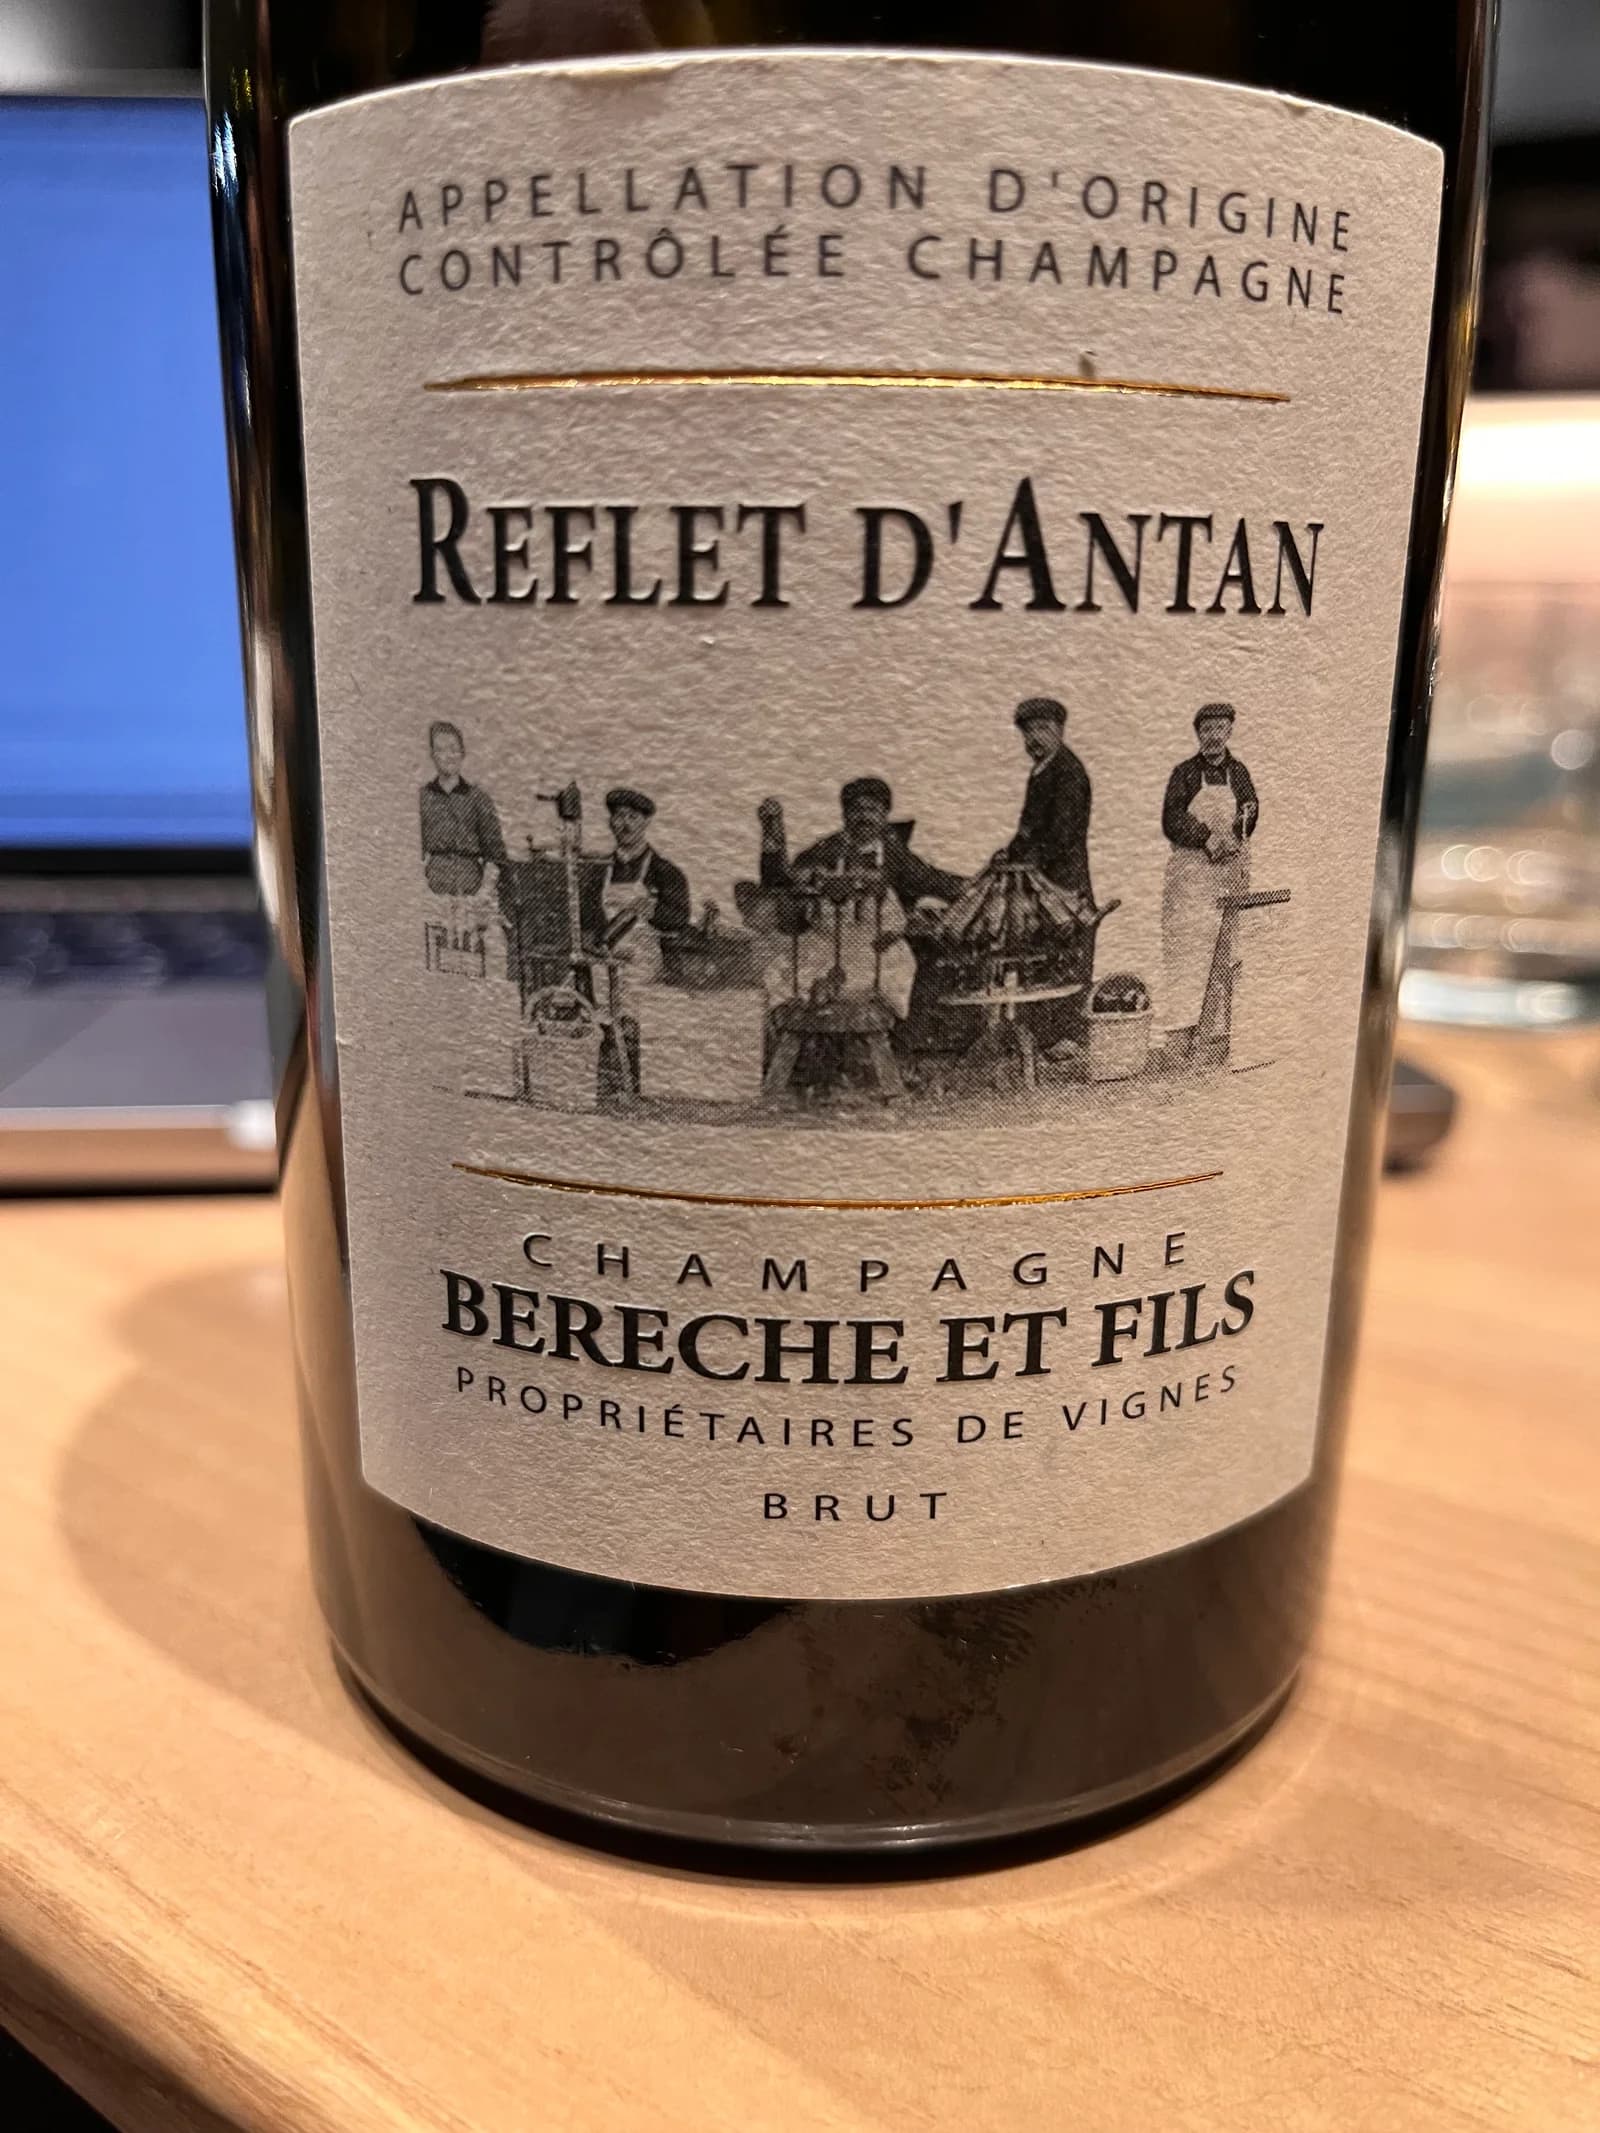 APPELLATION D'ORIGINE
CONTRÔLÉE CHAMPAGNE
REFLET D'ANTAN
CHAMPAGNE
BERECHE ET FILS
PROPRIÉTAIRES DE VIGNES
BRUT